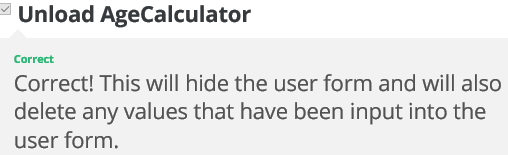 Unload AgeCalculator
Correct
Correct! This will hide the user form and will also
delete any values that have been input into the
user form.